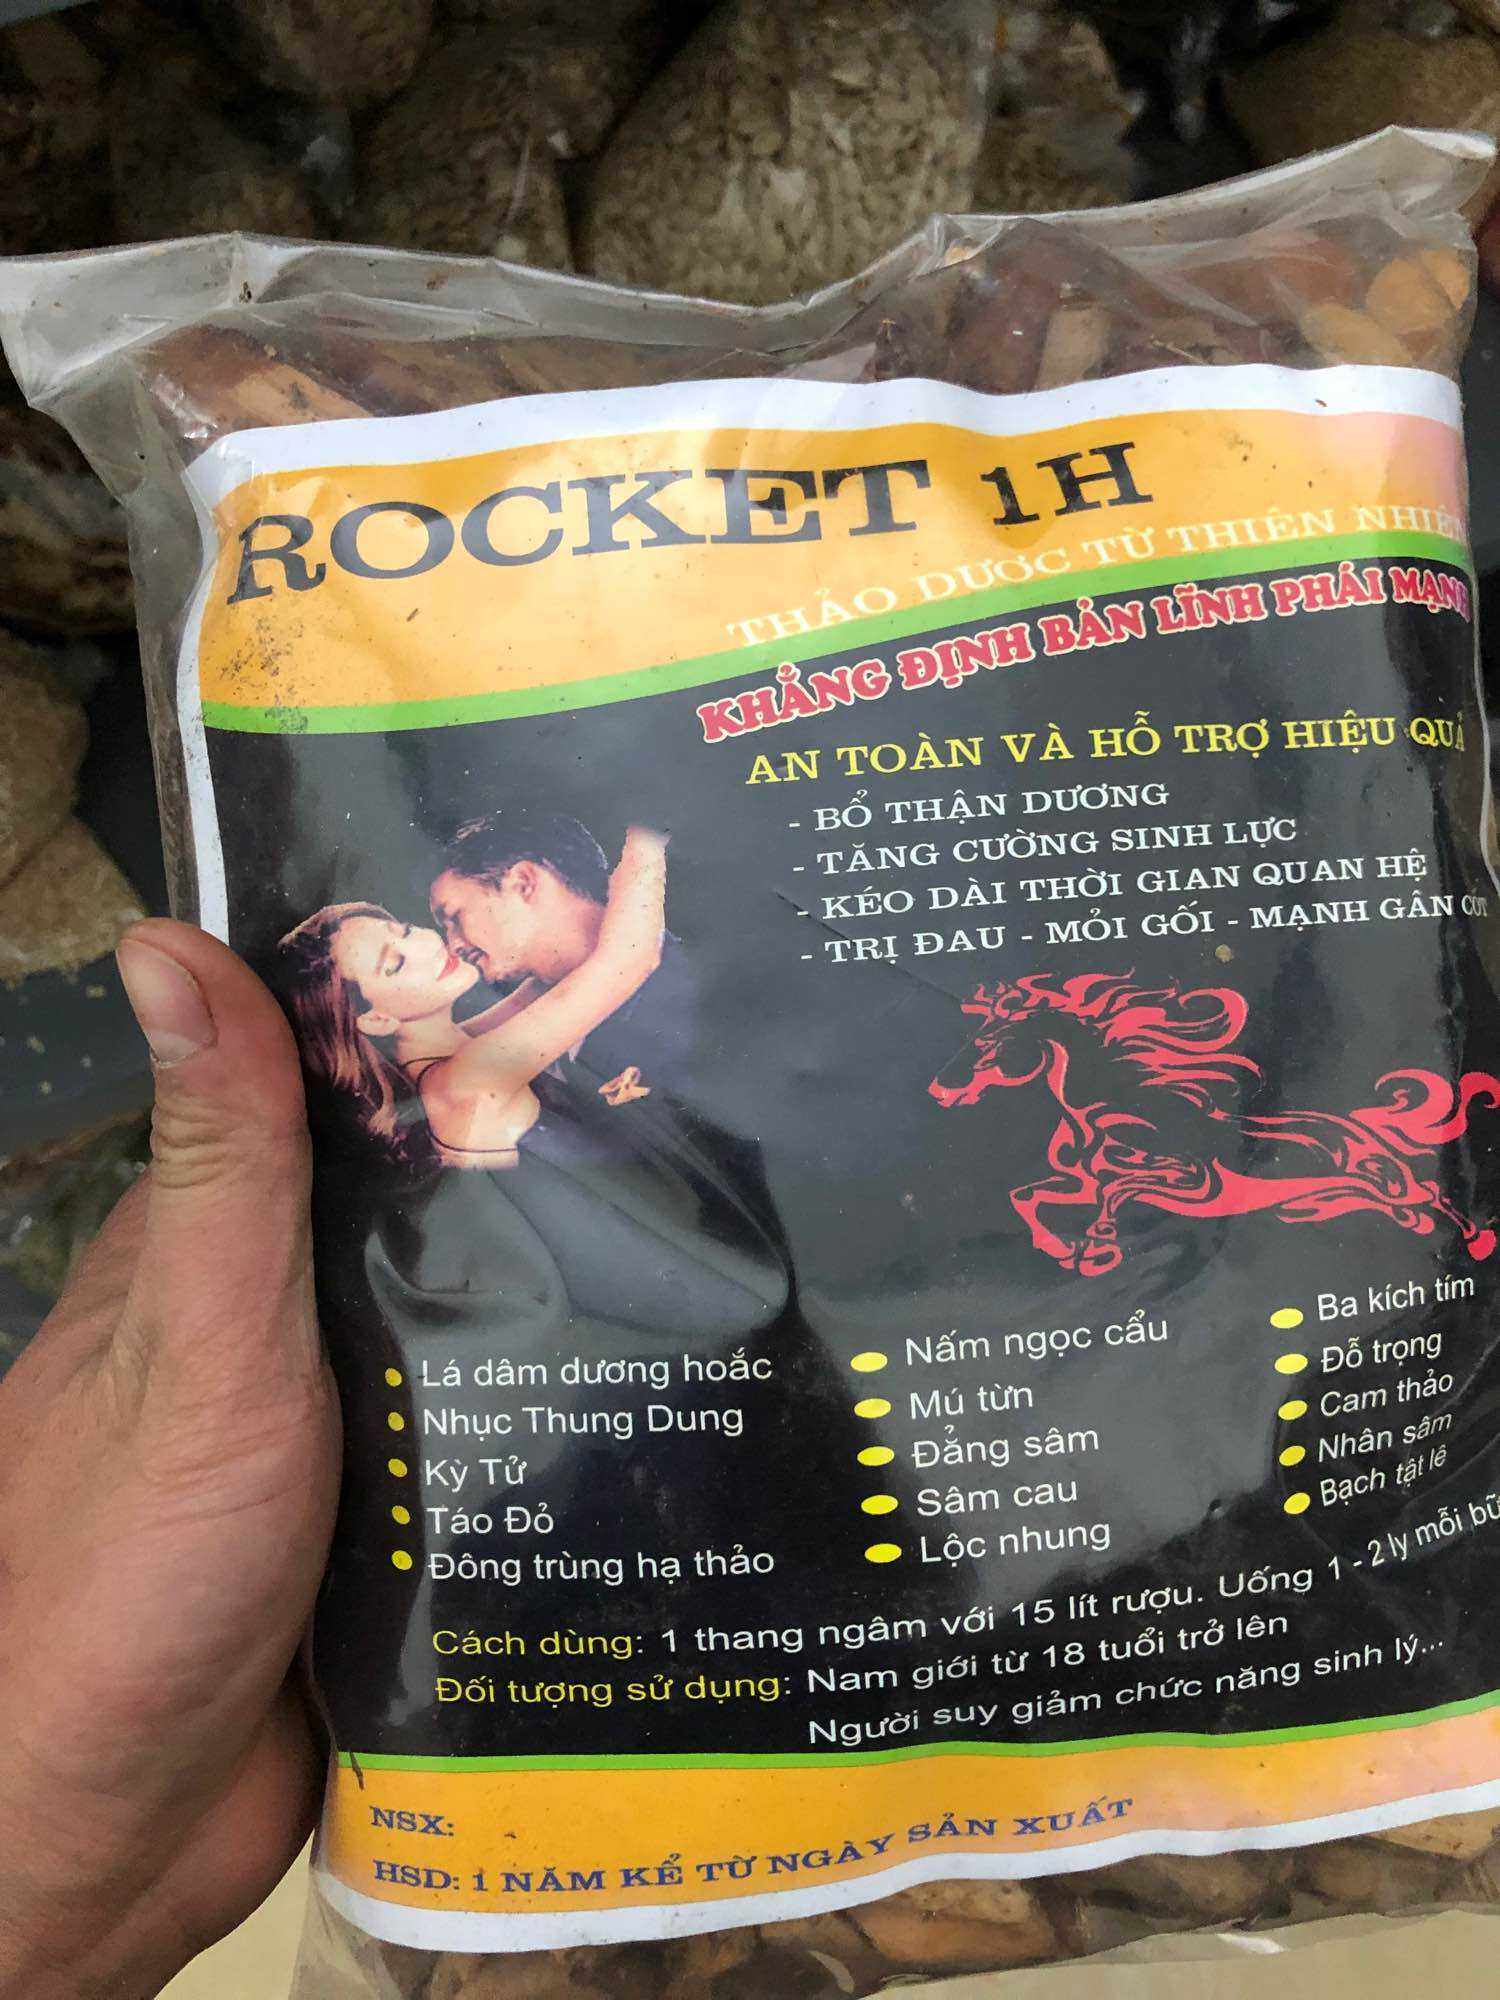 ROCKET 1H
THẢO DƯỢC TỪ THIÊN NHIÊN
KHẲNG ĐỊNH BẢN LĨNH PHÁI MẠNH
AN TOÀN VÀ HỖ TRỢ HIỆU QUẢ
- BỔ THẬN DƯƠNG
- TĂNG CƯỜNG SINH LỰC
- KÉO DÀI THỜI GIAN QUAN HỆ
- TRỊ ĐAU - MỎI GỐI - MẠNH GÂN CỐT
Lá dâm dương hoắc
Nhục Thung Dung
Kỳ Tử
Táo Đỏ
Đông trùng hạ thảo
Nấm ngọc cẩu
Mú từn
Đẳng sâm
Sâm cau
Lộc nhung
Ba kích tím
Đỗ trọng
Cam thảo
Nhân sâm
Bạch tật lê
Cách dùng: 1 thang ngâm với 15 lít rượu. Uống 1 - 2 ly mỗi
Đối tượng sử dụng: Nam giới từ 18 tuổi trở lên
Người suy giảm chức năng sinh lý...
NSX:
HSD: 1 NĂM KỂ TỪ NGÀY SẢN XUẤT